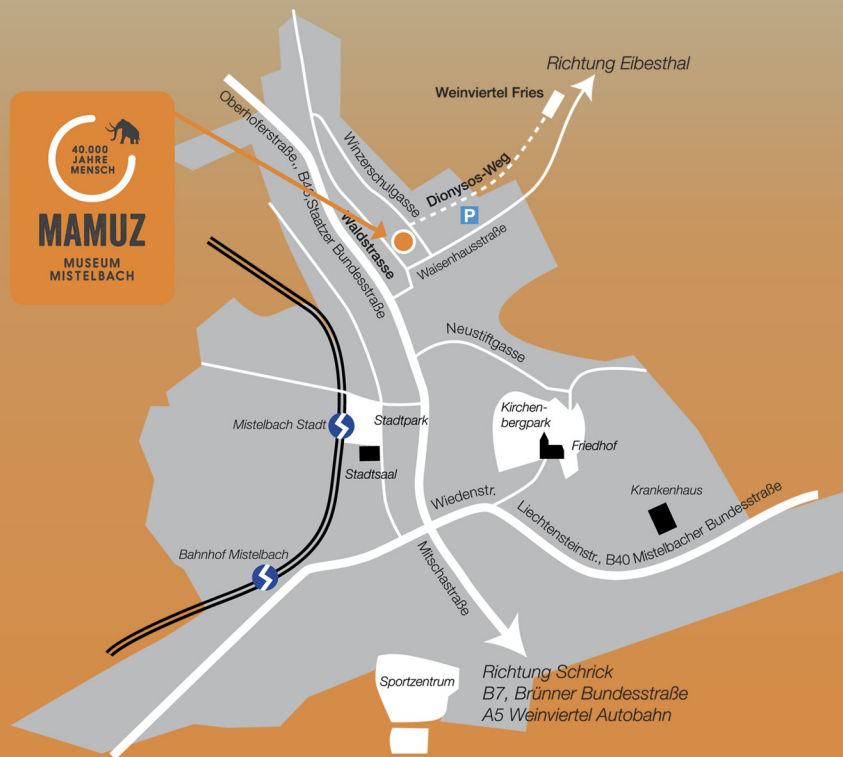 Richtung Eibesthal
Weinviertel Fries
40.000
JAHRE
MENSCH
MAMUZ
MUSEUM
MISTELBACH
Oberhoferstraße,, B46,Staatzer Bundesstraße
Winzerschulgasse
Dionysos-Weg
P
Waldstrasse
Waisenhausstraße
Neustiftgasse
Mistelbach Stadt
Stadtpark
Stadtsaal
Kirchen-
bergpark
Friedhof
Krankenhaus
Wiedenstr.
Liechtensteinstr., B40 Mistelbacher Bundesstraße
Bahnhof Mistelbach
Mitschastraße
Sportzentrum
Richtung Schrick
B7, Brünner Bundesstraße
A5 Weinviertel Autobahn